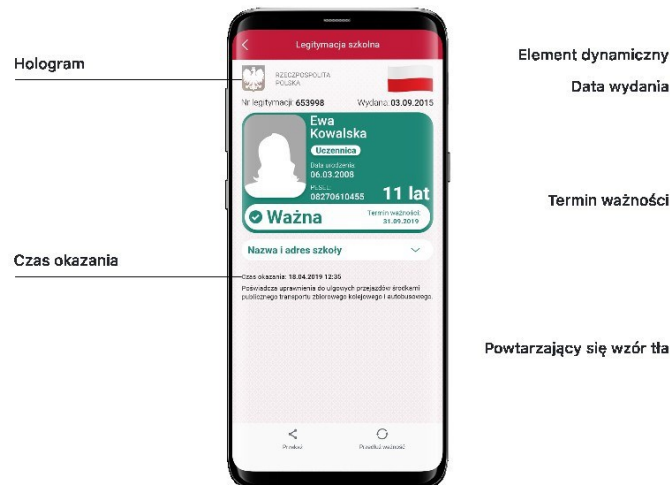 Legitymacja szkolna
Hologram
RZECZPOSPOLITA
POLSKA
Element dynamiczny
Data wydania
Nr legitymacji: 653998
Wydana: 03.09.2015
Ewa
Kowalska
Uczennica
Data urodzenia:
06.03.2008
PESEL:
08270610455
11 lat
Termin ważności
Ważna
Termin ważności:
31.09.2019
Nazwa i adres szkoły
Czas okazania
Czas okazania: 18.04.2019 12:35
Poświadcza uprawnienia do ulgowych przejazdów środkami
publicznego transportu zbiorowego kolejowego i autobusowego.
Powtarzający się wzór tła
Przekaż
Przedłuż ważność